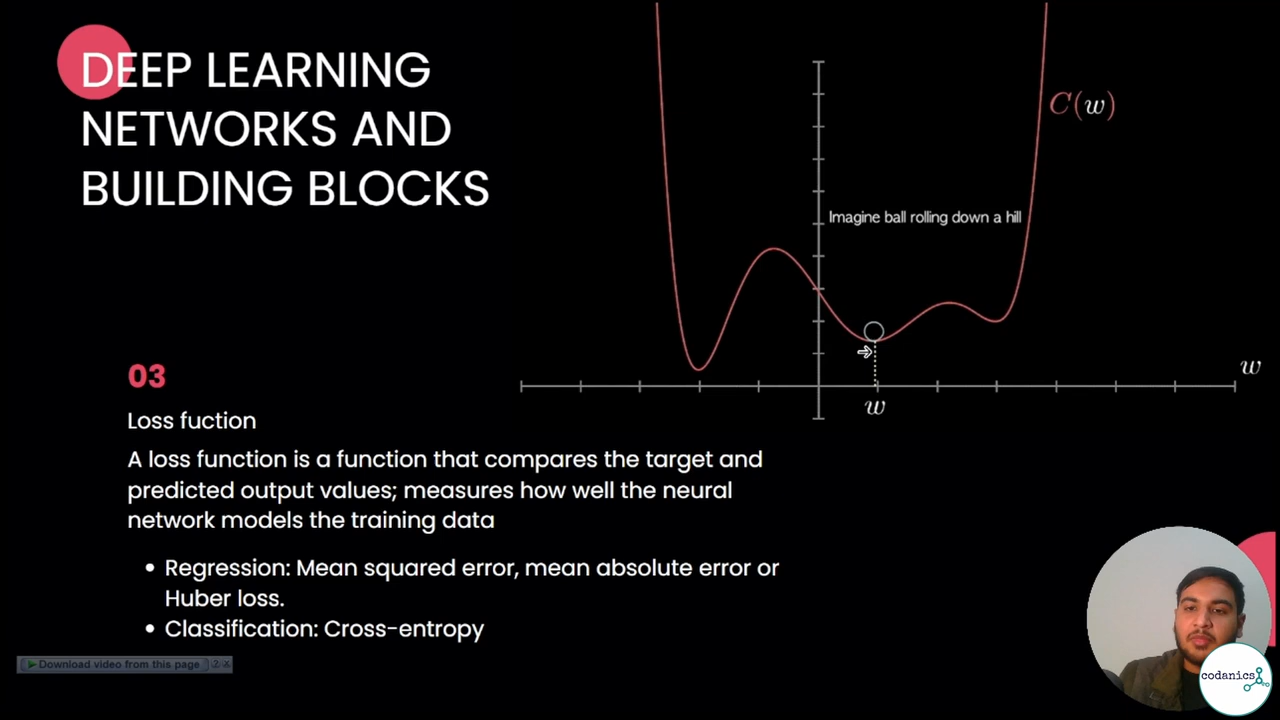 DEEP LEARNING
NETWORKS AND
BUILDING BLOCKS
C(w)
Imagine ball rolling down a hill
w
w
03
Loss fuction
A loss function is a function that compares the target and
predicted output values; measures how well the neural
network models the training data
• Regression: Mean squared error, mean absolute error or
Huber loss.
• Classification: Cross-entropy
Download video from this page ? X
codanics